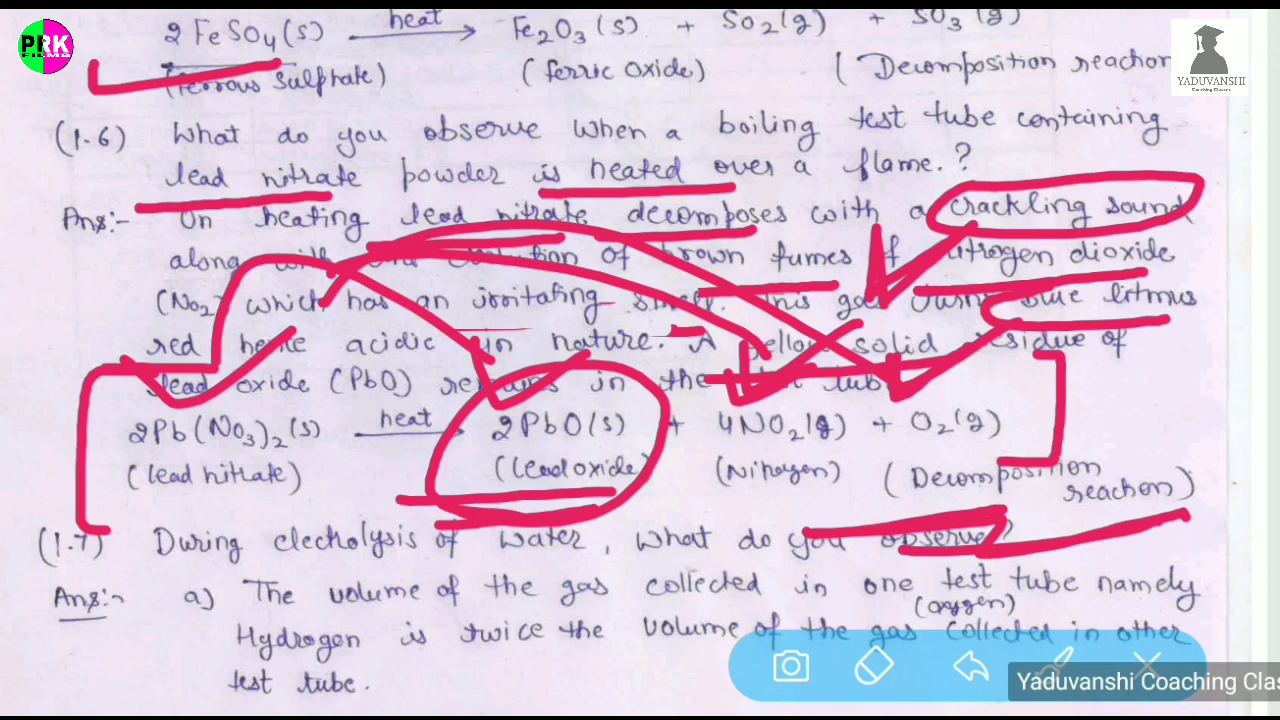 PRK
FILMS
YADUVANSHI
Coaching Classes
2FeSO₄(s) heat → Fe₂O₃(s) + SO₂(g) + SO₃(g)
(ferrous sulphate) (ferric oxide) (Decomposition reaction
(1.6) What do you observe when a boiling test tube containing
lead nitrate powder is heated over a flame.?
Ans:- On heating lead nitrate decomposes with a crackling sound
along with evolution of brown fumes of nitrogen dioxide
(NO₂) which has an irritating smell. This gas turns blue litmus
red hence acidic in nature. A yellow solid residue of
lead oxide (PbO) remains in the test tube
2Pb(NO₃)₂(s) heat → 2PbO(s) + 4NO₂(g) + O₂(g)
(lead nitrate) (lead oxide) (Nitrogen) (Decomposition
reaction)
(1.7) During electrolysis of water, what do you observe?
Ans:- a) The volume of the gas collected in one test tube namely
(oxygen)
Hydrogen is twice the volume of the gas collected in other
test tube.
Yaduvanshi Coaching Clas